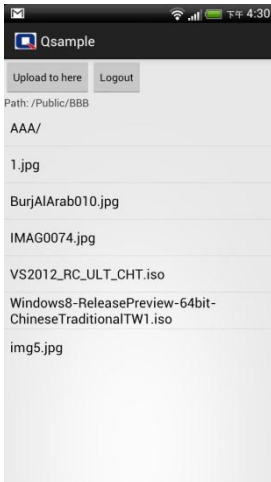 下午 4:30
Qsample
Upload to here Logout
Path: /Public/BBB
AAA/
1.jpg
BurjAlArab010.jpg
IMAG0074.jpg
VS2012_RC_ULT_CHT.iso
Windows8-ReleasePreview-64bit-
ChineseTraditionalTW1.iso
img5.jpg